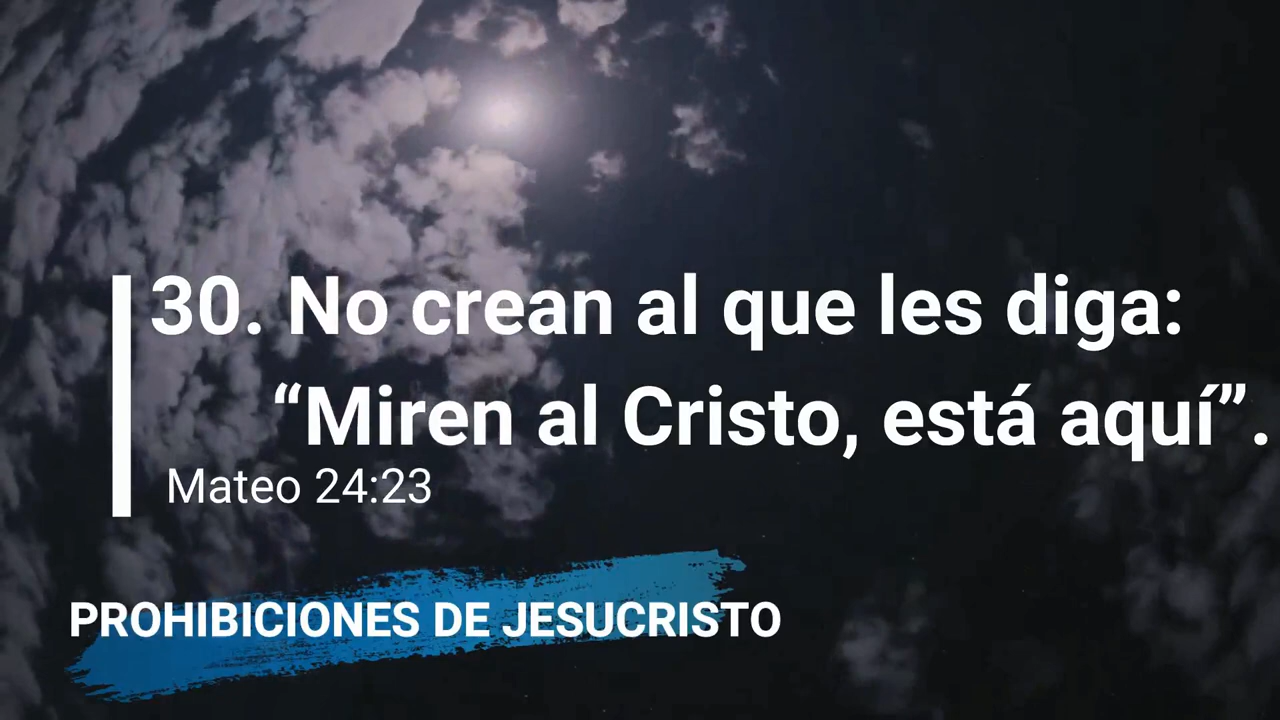 30. No crean al que les diga:
“Miren al Cristo, está aquí”.
Mateo 24:23
PROHIBICIONES DE JESUCRISTO